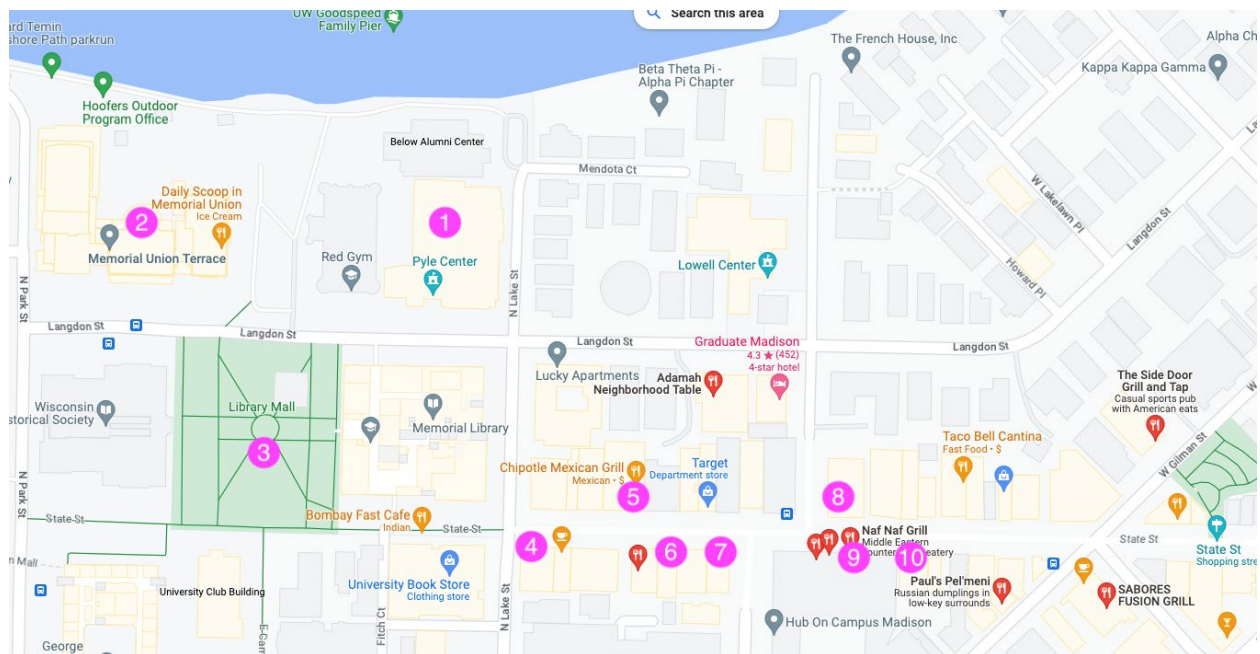 UW Goodspeed
Family Pier
Search this area
ard Temin
shore Path parkrun
Hoofers Outdoor
Program Office
Beta Theta Pi -
Alpha Pi Chapter
The French House, Inc
Alpha Ch
Kappa Kappa Gamma
Below Alumni Center
Mendota Ct
W Lakelawn Pl
Langdon St
Howard Pl
Daily Scoop in
Memorial Union
Ice Cream
2
Memorial Union Terrace
1
Red Gym
Pyle Center
N Lake St
Lowell Center
N Park St
Langdon St
Langdon St
Langdon St
Langdon St
Graduate Madison
4.3 ★ (452)
4-star hotel
Lucky Apartments
Adamah
Neighborhood Table
The Side Door
Grill and Tap
Casual sports pub
with American eats
Wisconsin
storical Society
Library Mall
3
Memorial Library
Chipotle Mexican Grill
Mexican • $
5
Target
Department store
8
Taco Bell Cantina
Fast Food • $
W Gilman St
N Park St
State St
Bombay Fast Cafe
Indian
State St
4
6
7
Naf Naf Grill
Middle Eastern
9
10
State St
State St
Shopping stre
n Mall
University Club Building
University Book Store
Clothing store
N Lake St
Fitch Ct
Paul's Pel'meni
Russian dumplings in
low-key surrounds
SABORES
FUSION GRILL
Hub On Campus Madison
George